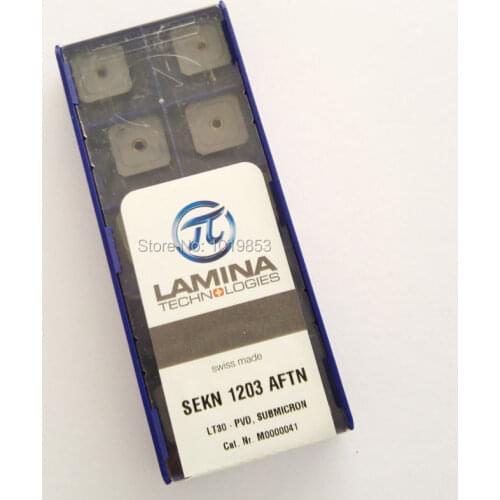 Store No: 1019853
LAMINA
TECHNOLOGIES
swiss made
SEKN 1203 AFTN
LT30 - PVD, SUBMICRON
Cat. Nr. M0000041